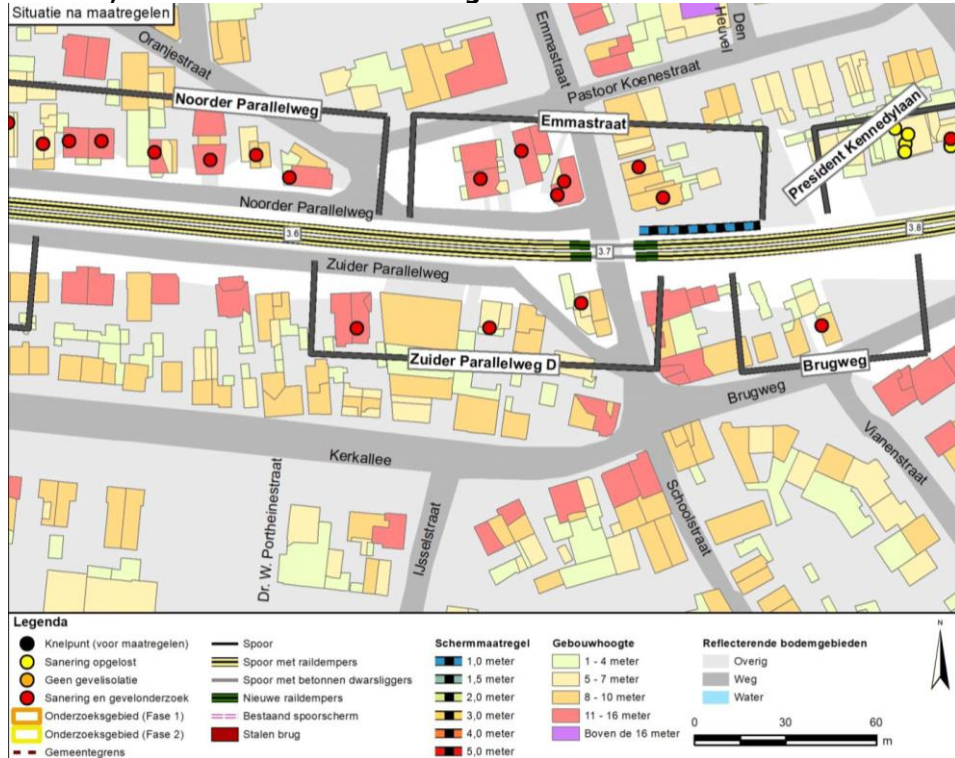 Situatie na maatregelen
Oranjestraat
Emmastraat
Den
Heuvel
Pastoor Koenestraat
Noorder Parallelweg
Emmastraat
President Kennedylaan
Noorder Parallelweg
3.6
3.7
3.8
Zuider Parallelweg
Zuider Parallelweg D
Brugweg
Brugweg
Kerkallee
Vianenstraat
Dr. W. Portheinestraat
IJsselstraat
Schoolstraat
Legenda
Knelpunt (voor maatregelen)
Sanering opgelost
Geen gevelisolatie
Sanering en gevelonderzoek
Onderzoeksgebied (Fase 1)
Onderzoeksgebied (Fase 2)
Gemeentegrens
Spoor
Spoor met raildempers
Spoor met betonnen dwarsliggers
Nieuwe raildempers
Bestaand spoorscherm
Stalen brug
Schermmaatregel
1,0 meter
1,5 meter
2,0 meter
3,0 meter
4,0 meter
5,0 meter
Gebouwhoogte
1 - 4 meter
5 - 7 meter
8 - 10 meter
11 - 16 meter
Boven de 16 meter
Reflecterende bodemgebieden
Overig
Weg
Water
N
0 30 60
m